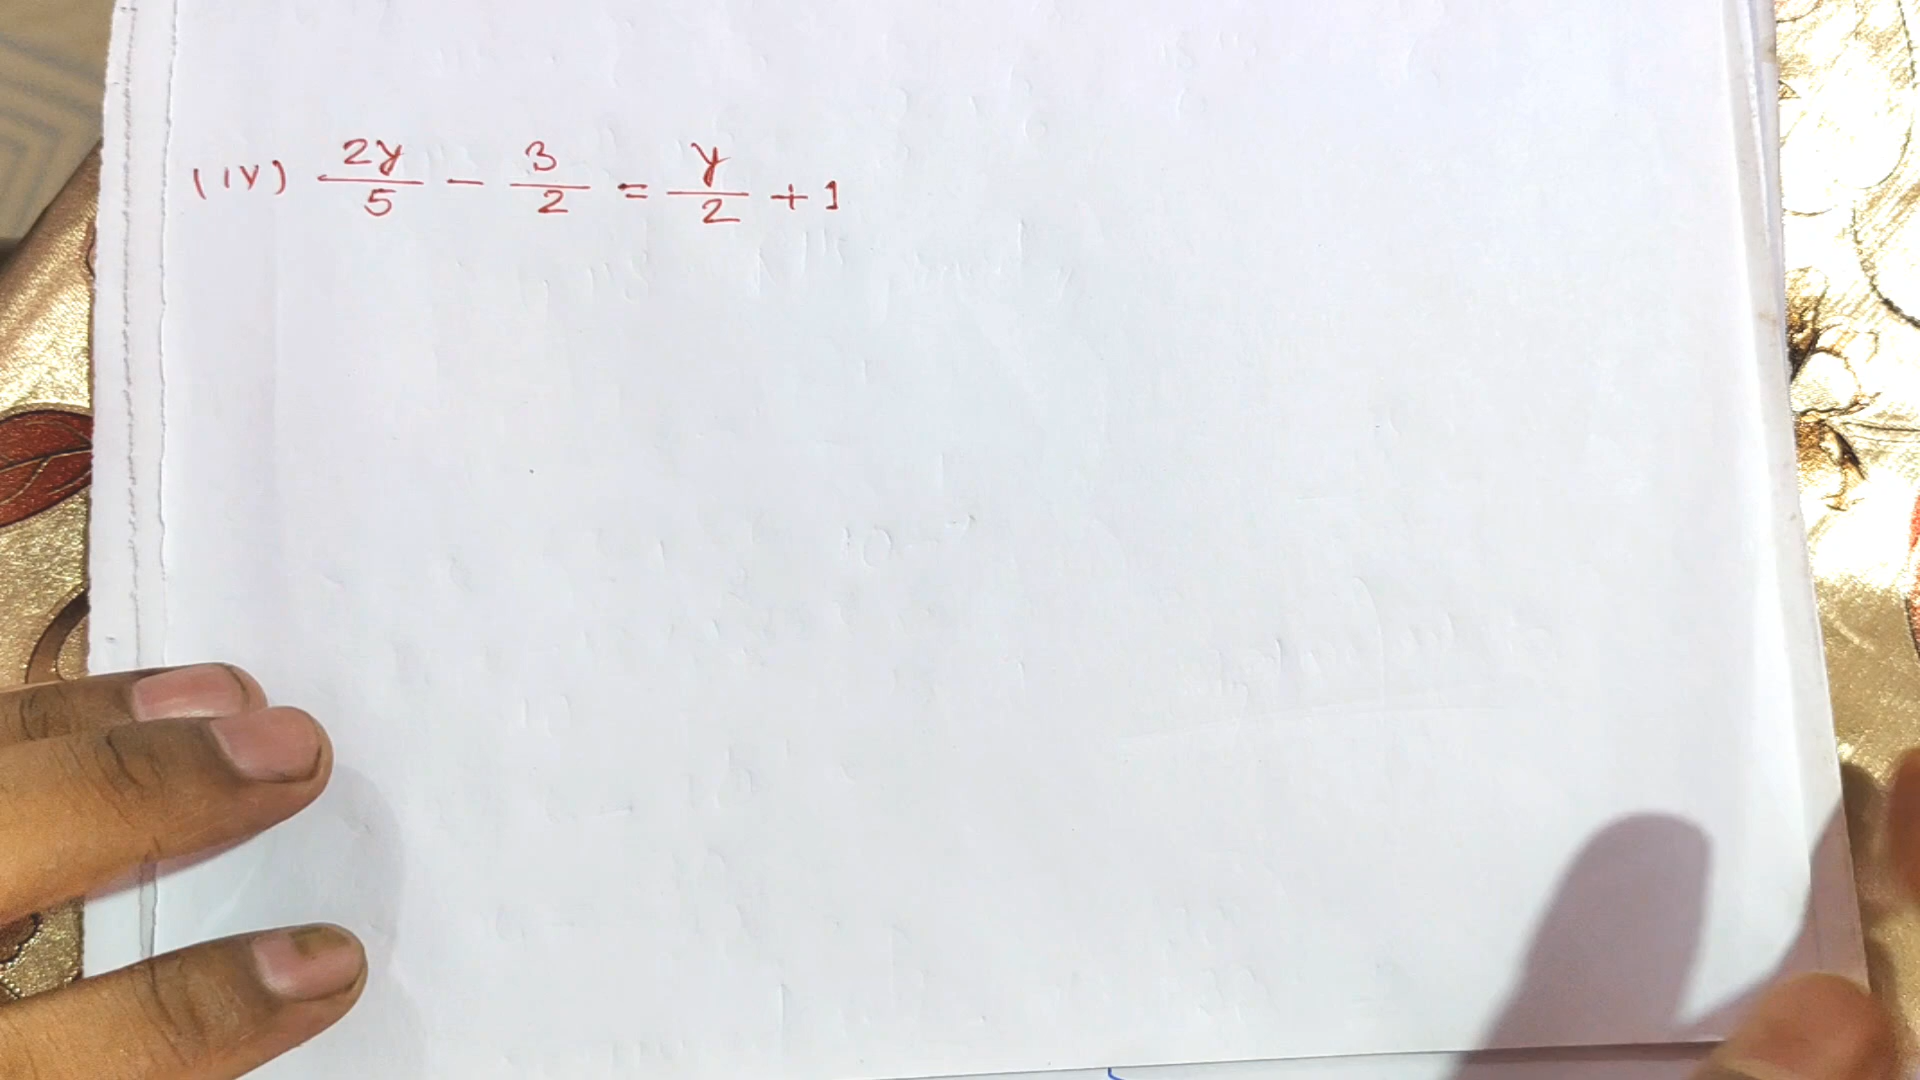 (iv) 2y/5 - 3/2 = y/2 + 1